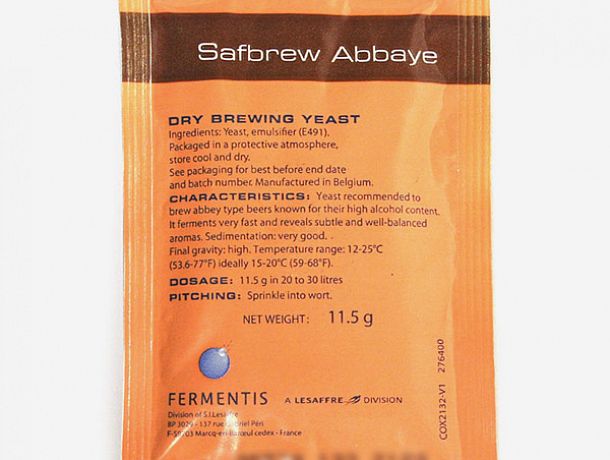 Safbrew Abbaye
DRY BREWING YEAST
Ingredients: Yeast, emulsifier (E491).
Packaged in a protective atmosphere,
store cool and dry.
See packaging for best before end date
and batch number. Manufactured in Belgium.
CHARACTERISTICS: Yeast recommended to
brew abbey type beers known for their high alcohol content.
It ferments very fast and reveals subtle and well-balanced
aromas. Sedimentation: very good.
Final gravity: high. Temperature range: 12-25°C
(53.6-77°F) ideally 15-20°C (59-68°F).
DOSAGE: 11.5 g in 20 to 30 litres
PITCHING: Sprinkle into wort.
NET WEIGHT: 11.5 g
FERMENTIS A LESAFFRE DIVISION
Division of S.I.Lesaffre
BP 3029 - 137 rue Gabriel Péri
F-59703 Marcq-en-Barœul cedex - France
COX2132-V1 276400